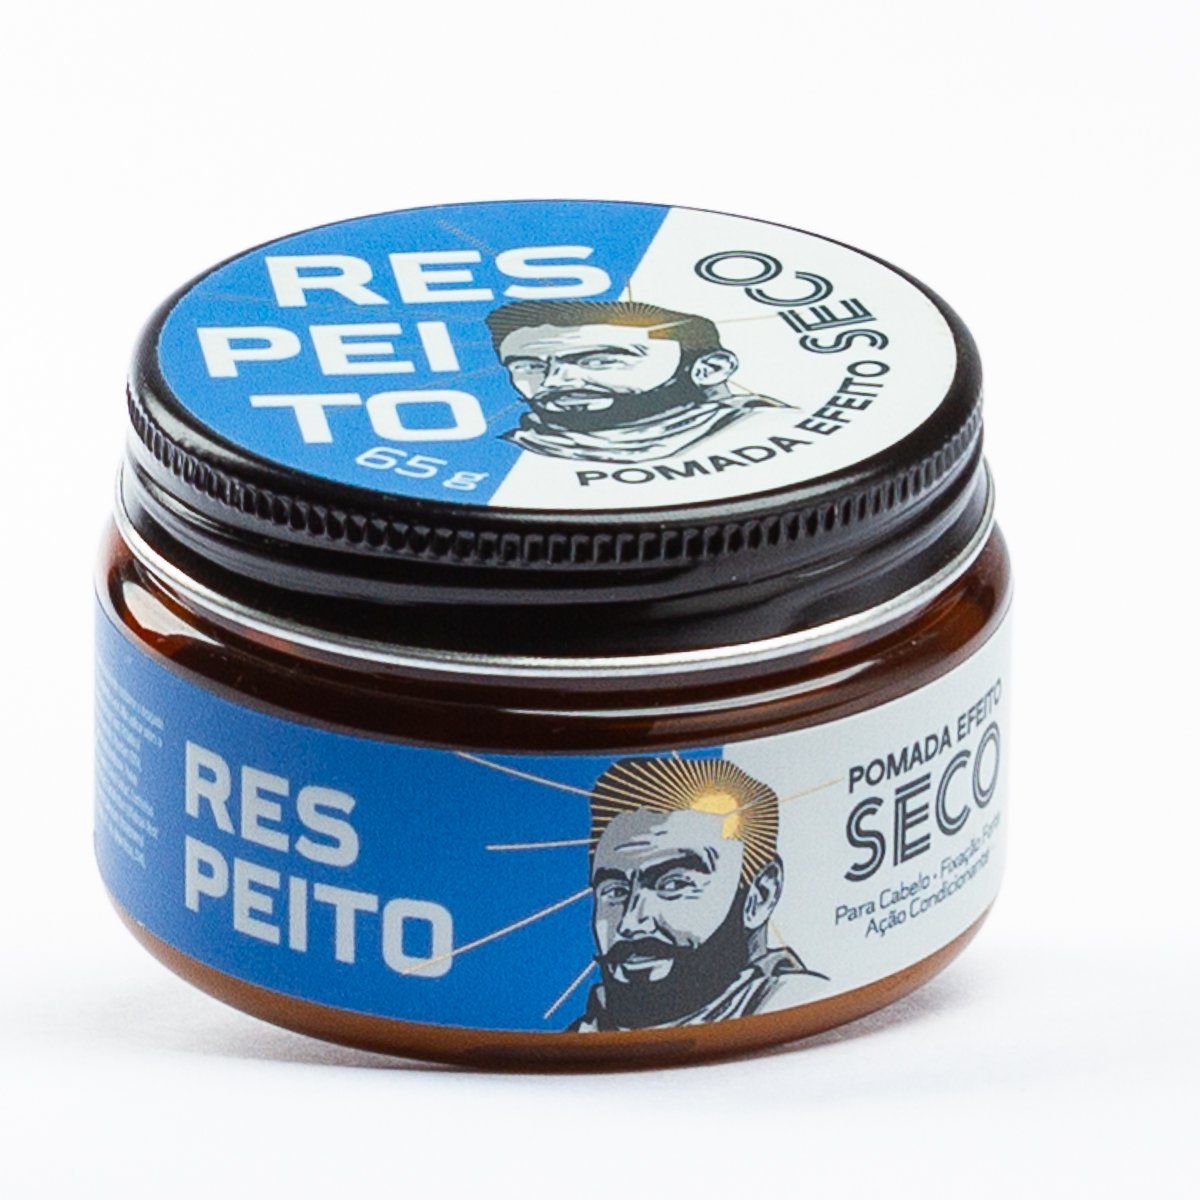 RES
PEI
TO
65 g
POMADA EFEITO SECO
RES
PEITO
POMADA EFEITO
SECO
Para Cabelo • Fixação Forte
Ação Condicionante